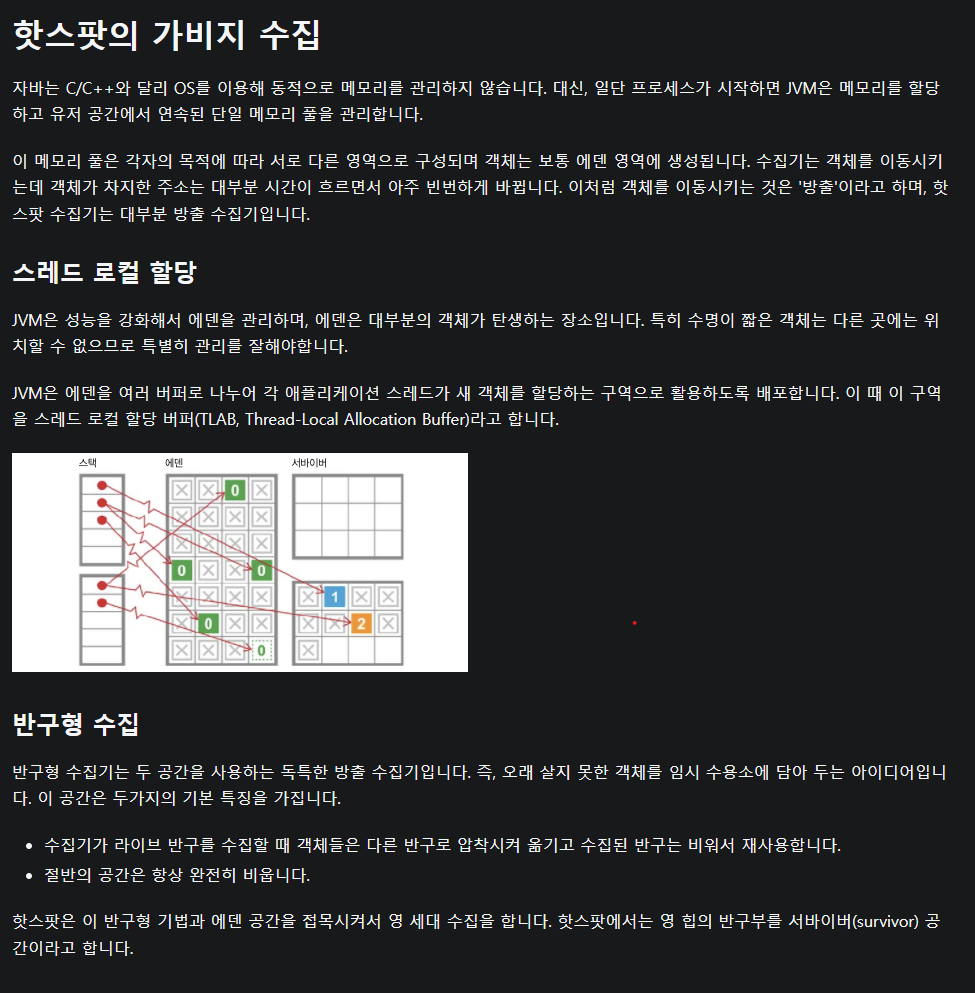 핫스팟의 가비지 수집
자바는 C/C++와 달리 OS를 이용해 동적으로 메모리를 관리하지 않습니다. 대신, 일단 프로세스가 시작하면 JVM은 메모리를 할당
하고 유저 공간에서 연속된 단일 메모리 풀을 관리합니다.
이 메모리 풀은 각자의 목적에 따라 서로 다른 영역으로 구성되며 객체는 보통 에덴 영역에 생성됩니다. 수집기는 객체를 이동시키
는데 객체가 차지한 주소는 대부분 시간이 흐르면서 아주 빈번하게 바뀝니다. 이처럼 객체를 이동시키는 것은 '방출'이라고 하며, 핫
스팟 수집기는 대부분 방출 수집기입니다.
스레드 로컬 할당
JVM은 성능을 강화해서 에덴을 관리하며, 에덴은 대부분의 객체가 탄생하는 장소입니다. 특히 수명이 짧은 객체는 다른 곳에는 위
치할 수 없으므로 특별히 관리를 잘해야합니다.
JVM은 에덴을 여러 버퍼로 나누어 각 애플리케이션 스레드가 새 객체를 할당하는 구역으로 활용하도록 배포합니다. 이 때 이 구역
을 스레드 로컬 할당 버퍼(TLAB, Thread-Local Allocation Buffer)라고 합니다.
스택 에덴 서바이버
0
0 0
1
0 2
0
반구형 수집
반구형 수집기는 두 공간을 사용하는 독특한 방출 수집기입니다. 즉, 오래 살지 못한 객체를 임시 수용소에 담아 두는 아이디어입니
다. 이 공간은 두가지의 기본 특징을 가집니다.
• 수집기가 라이브 반구를 수집할 때 객체들은 다른 반구로 압착시켜 옮기고 수집된 반구는 비워서 재사용합니다.
• 절반의 공간은 항상 완전히 비웁니다.
핫스팟은 이 반구형 기법과 에덴 공간을 접목시켜서 영 세대 수집을 합니다. 핫스팟에서는 영 힙의 반구부를 서바이버(survivor) 공
간이라고 합니다.